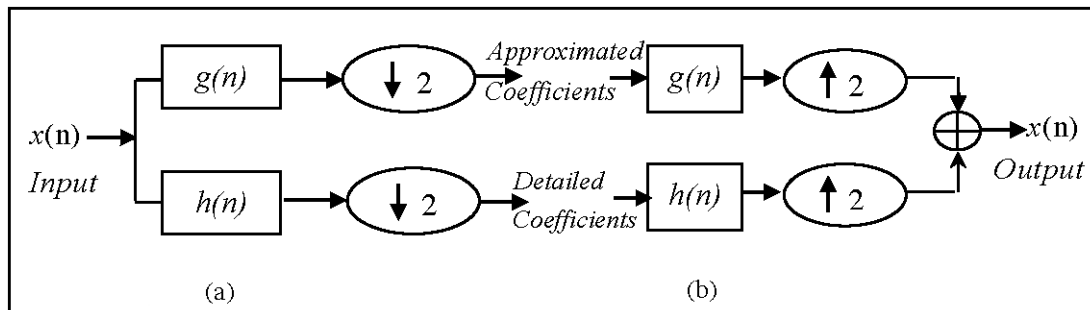 g(n)
2
Approximated
Coefficients
g(n)
2
x(n)
Input
x(n)
Output
h(n)
2
Detailed
Coefficients
h(n)
2
(a)
(b)